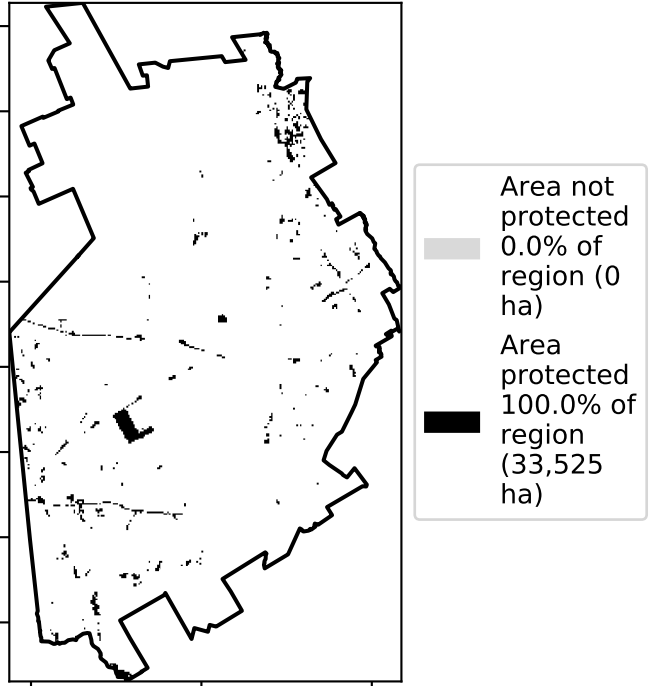 Area not
protected
0.0% of
region (0
ha)
Area
protected
100.0% of
region
(33,525
ha)